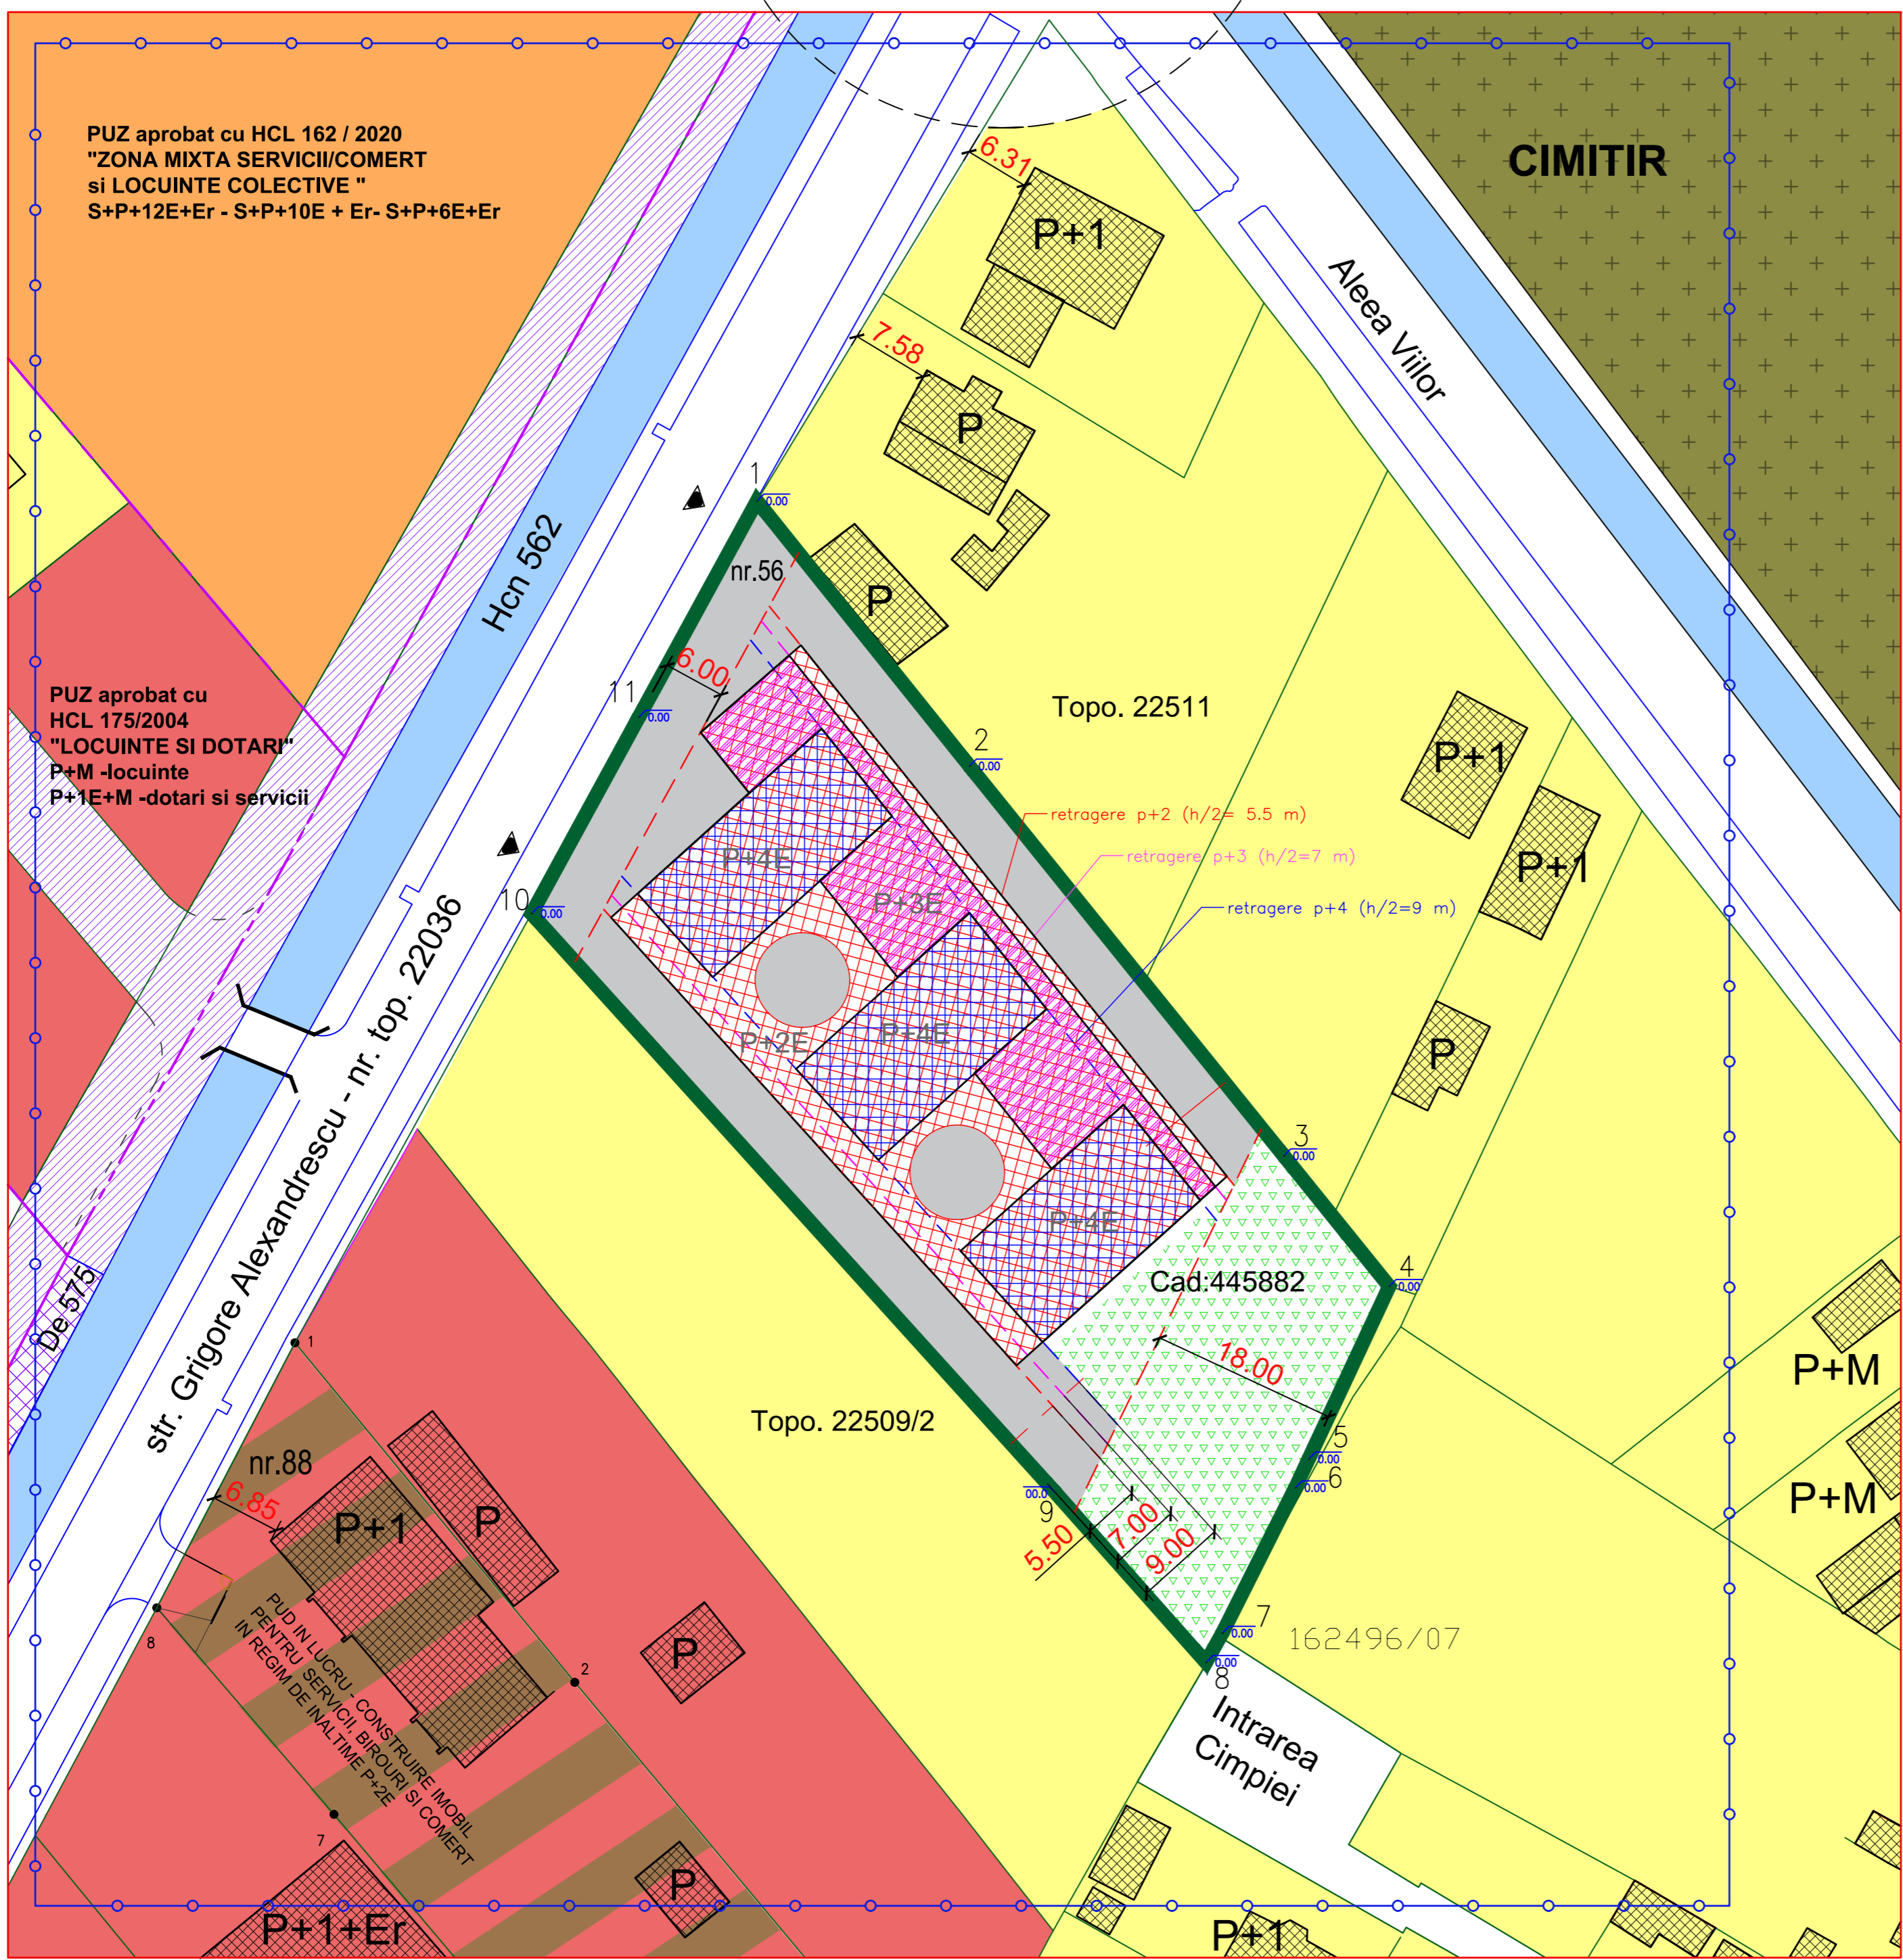 PUZ aprobat cu HCL 162 / 2020
"ZONA MIXTA SERVICII/COMERT
si LOCUINTE COLECTIVE "
S+P+12E+Er - S+P+10E + Er- S+P+6E+Er
CIMITIR
6.31
P+1
Aleea Viilor
7.58
P
1
0.00
nr.56
P
Hcn 562
6.00
11
0.00
Topo. 22511
2
0.00
PUZ aprobat cu
HCL 175/2004
"LOCUINTE SI DOTARI"
P+M -locuinte
P+1E+M -dotari si servicii
P+1
P+1
retragere p+2 (h/2= 5.5 m)
retragere p+3 (h/2=7 m)
retragere p+4 (h/2=9 m)
P+4E
P+3E
10
0.00
P+2E
P+4E
P
str. Grigore Alexandrescu - nr. top. 22036
3
0.00
P+4E
4
0.00
Cad:445882
De 575
1
18.00
P+M
Topo. 22509/2
5
0.00
6
0.00
nr.88
6.85
P+1
P
0.00
9
5.50
7.00
9.00
P+M
8
PUD IN LUCRU - CONSTRUIRE IMOBIL
PENTRU SERVICII, BIROURI SI COMERT
IN REGIM DE INALTIME P+2E
P
2
7
0.00
162496/07
0.00
8
Intrarea
Cimpiei
7
P
P+1+Er
P+1